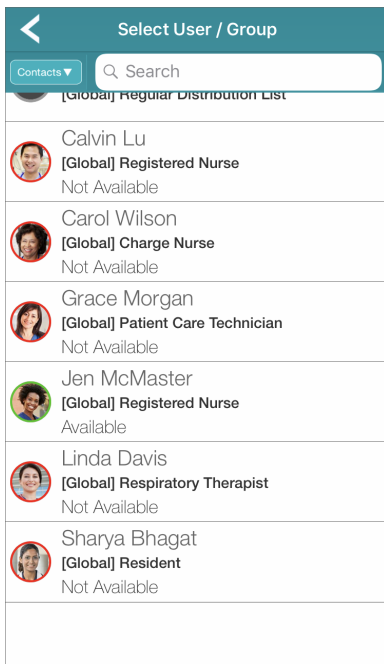 Select User / Group
Contacts▼
Search
[Global] Regular Distribution List
Calvin Lu
[Global] Registered Nurse
Not Available
Carol Wilson
[Global] Charge Nurse
Not Available
Grace Morgan
[Global] Patient Care Technician
Not Available
Jen McMaster
[Global] Registered Nurse
Available
Linda Davis
[Global] Respiratory Therapist
Not Available
Sharya Bhagat
[Global] Resident
Not Available